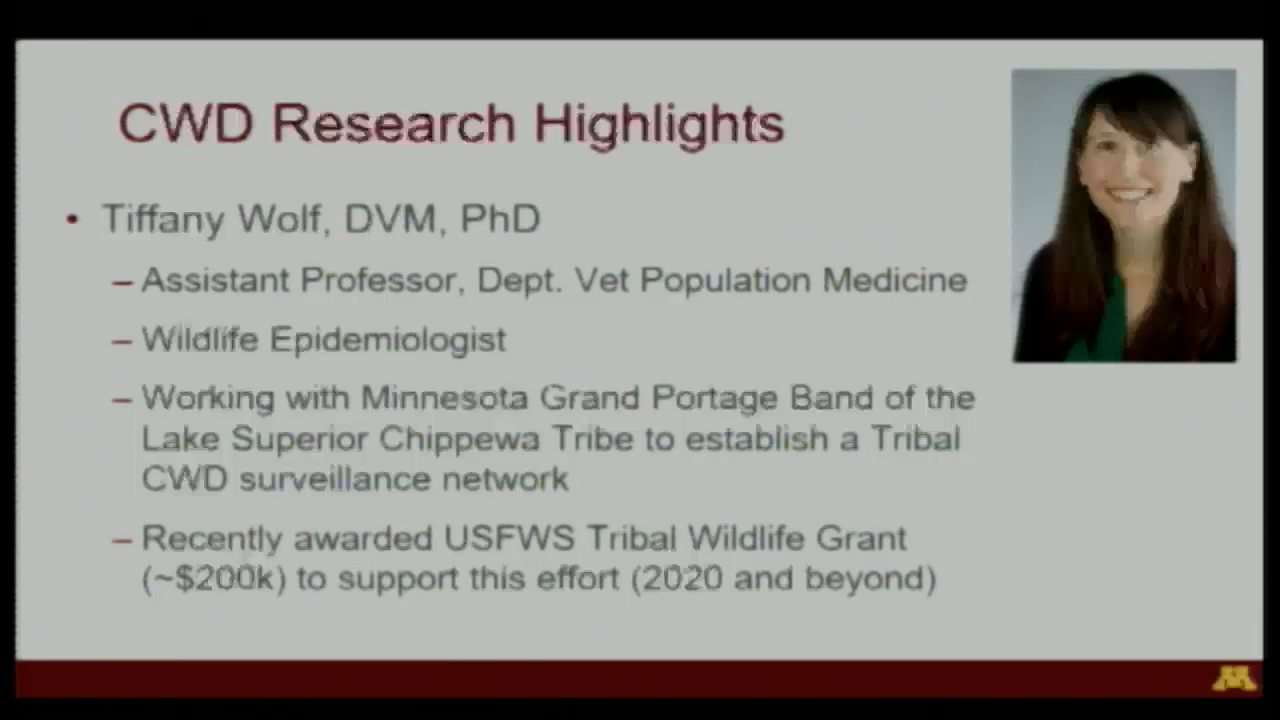 CWD Research Highlights
• Tiffany Wolf, DVM, PhD
– Assistant Professor, Dept. Vet Population Medicine
– Wildlife Epidemiologist
– Working with Minnesota Grand Portage Band of the
Lake Superior Chippewa Tribe to establish a Tribal
CWD surveillance network
– Recently awarded USFWS Tribal Wildlife Grant
(~$200k) to support this effort (2020 and beyond)
M